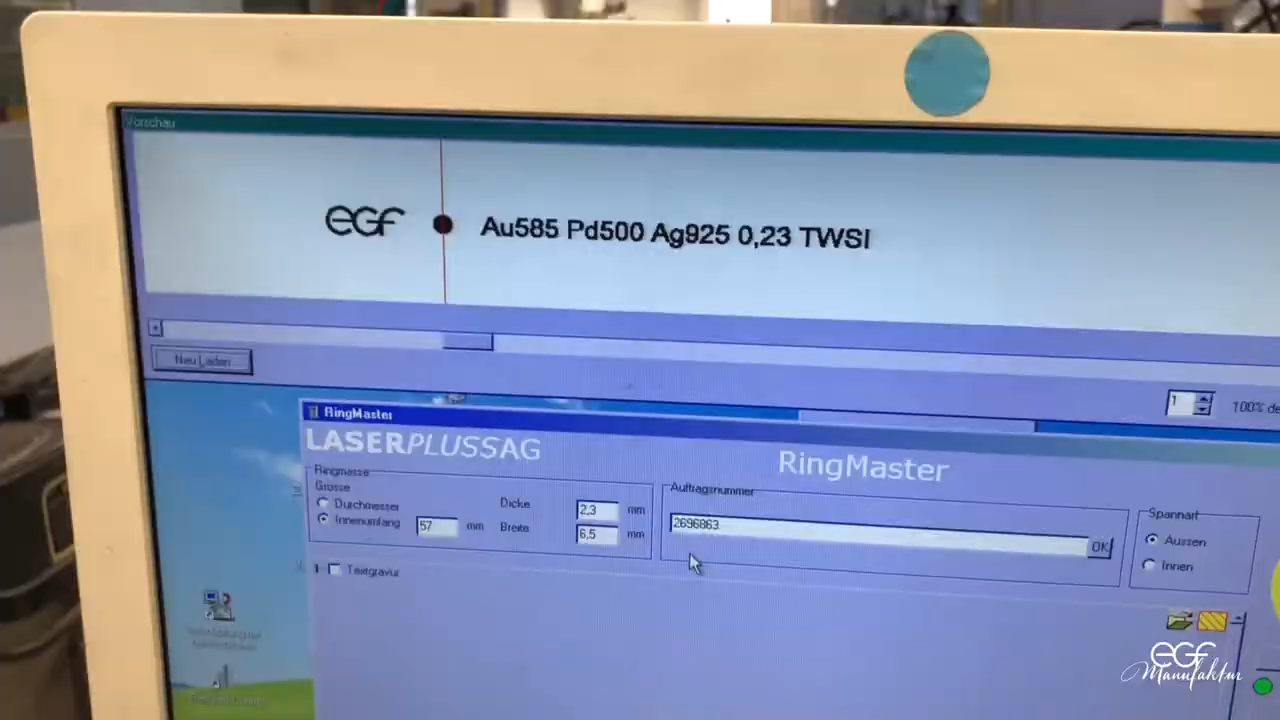 Vorschau
egf Au585 Pd500 Ag925 0,23 TWSI
Neu Laden
1 100% de
RingMaster
LASERPLUSSAG
RingMaster
Ringmasse
Grösse
Durchmesser
Innenumfang 57 mm
Dicke 2,3 mm
Breite 6,5 mm
Auftragsnummer
2696863
OK
Spannart
Aussen
Innen
Textgravur
egf
Manufaktur